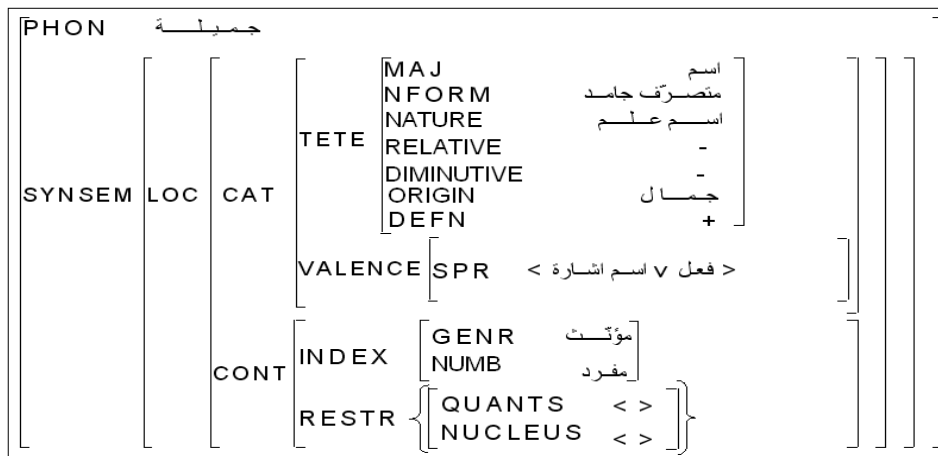 PHON جميلة
MAJ اسم
NFORM متصرّف جامد
NATURE اسم علم
TETE
RELATIVE -
DIMINUTIVE -
SYNSEM LOC CAT
ORIGIN جمال
DEFN +
VALENCE SPR < فعل v اسم اشارة >
GENR مؤنّث
INDEX
NUMB مفرد
CONT
QUANTS < >
RESTR
NUCLEUS < >